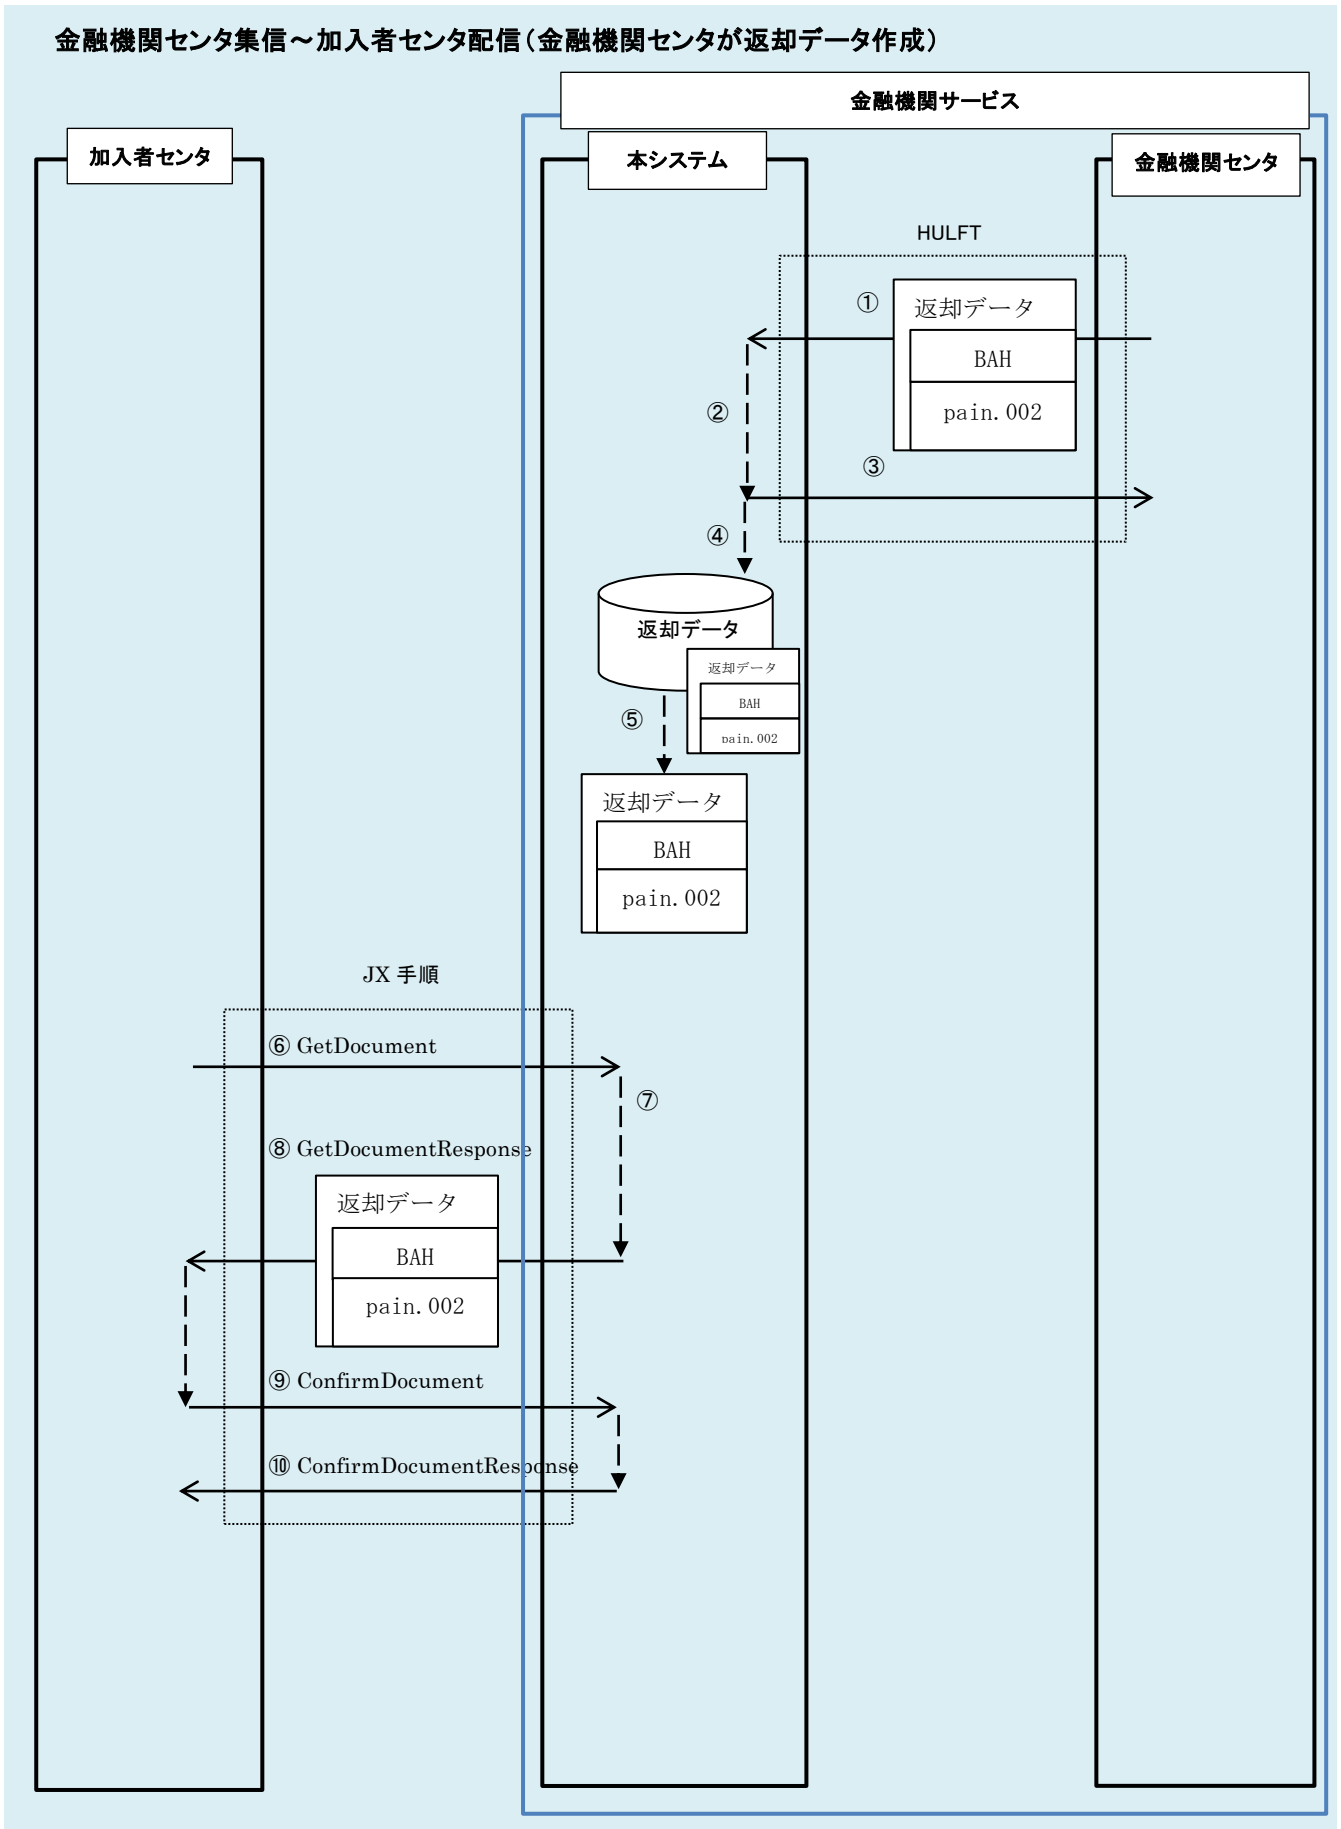 金融機関センタ集信～加入者センタ配信(金融機関センタが返却データ作成)
金融機関サービス
加入者センタ
本システム
金融機関センタ
HULFT
①
返却データ
BAH
pain.002
②
③
④
返却データ
返却データ
BAH
pain.002
⑤
返却データ
BAH
pain.002
JX 手順
⑥ GetDocument
⑦
⑧ GetDocumentResponse
返却データ
BAH
pain.002
⑨ ConfirmDocument
⑩ ConfirmDocumentResponse